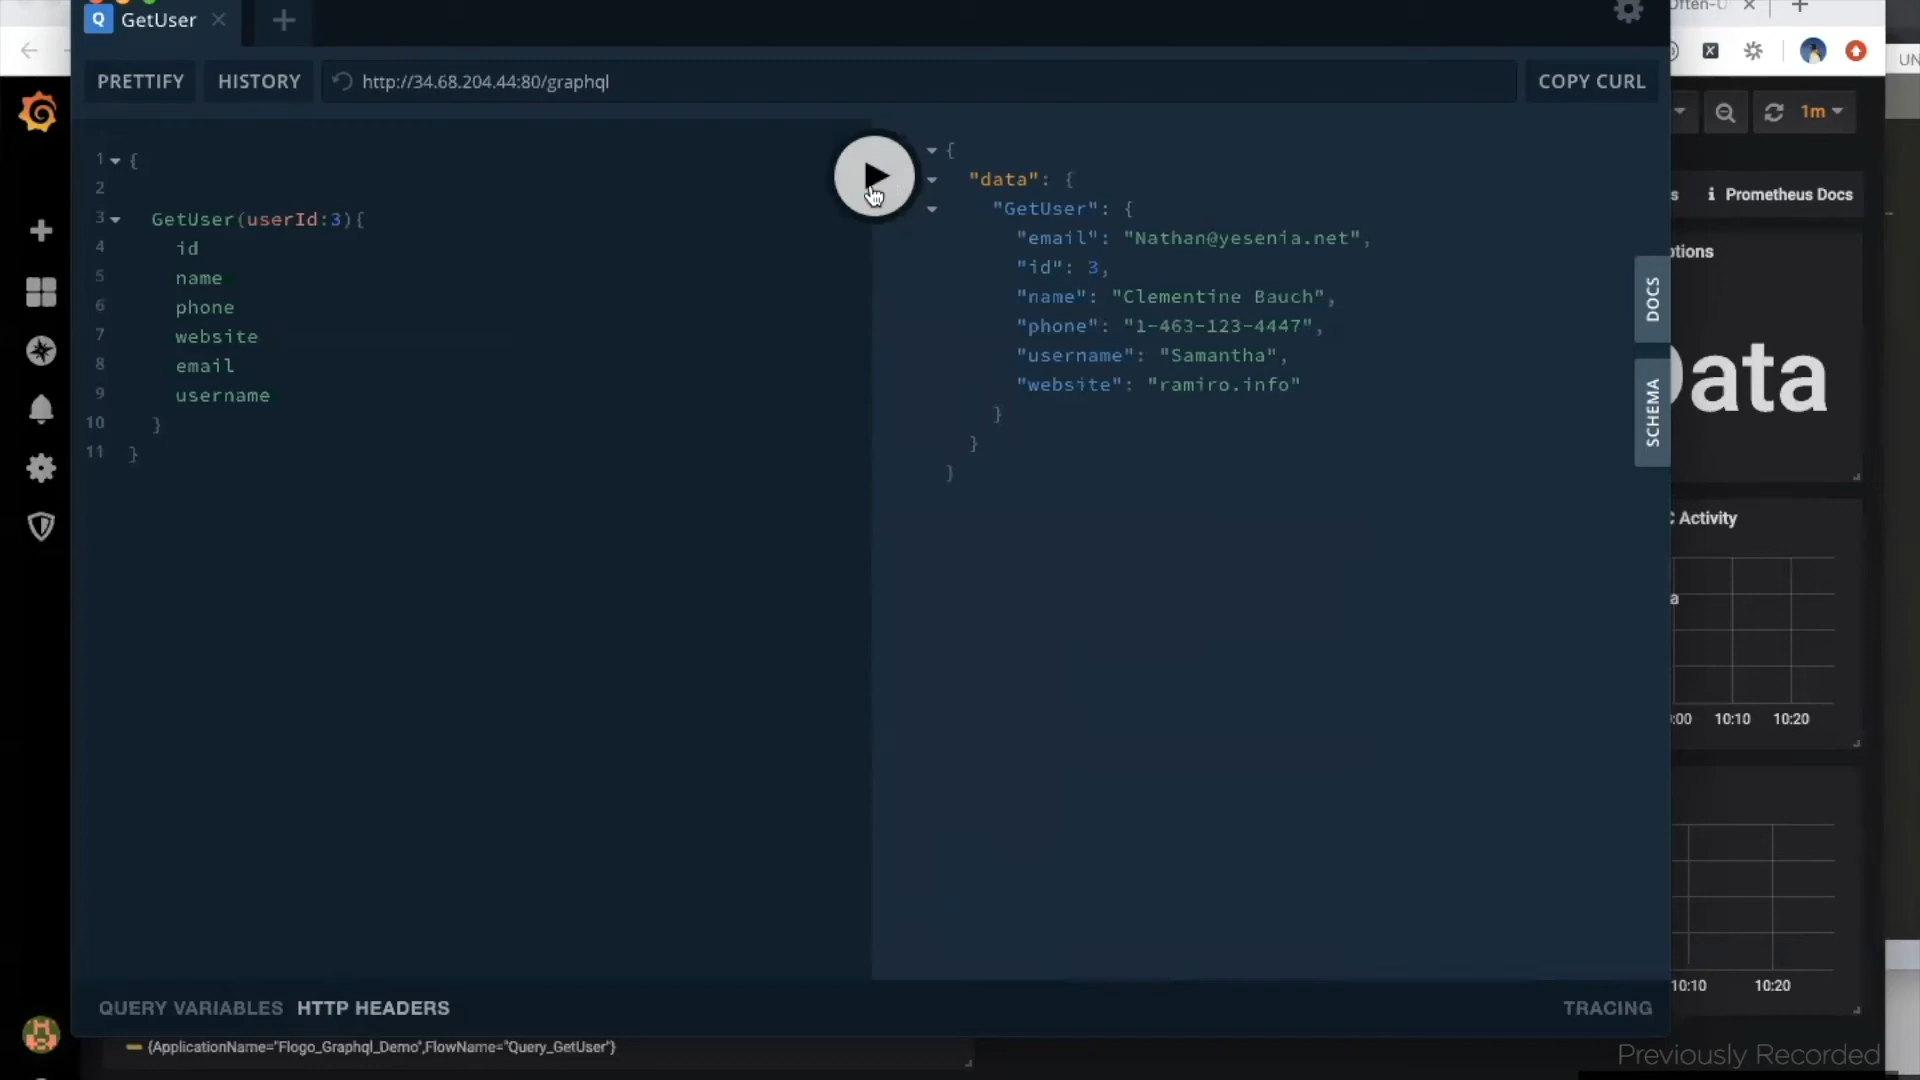 Q GetUser
PRETTIFY HISTORY http://34.68.204.44:80/graphql COPY CURL
1m
1 {
2
3 GetUser(userId:3){
4 id
5 name
6 phone
7 website
8 email
9 username
10 }
11 }
{
"data": {
"GetUser": {
"email": "Nathan@yesenia.net",
"id": 3,
"name": "Clementine Bauch",
"phone": "1-463-123-4447",
"username": "Samantha",
"website": "ramiro.info"
}
}
}
DOCS
SCHEMA
Prometheus Docs
Data
Activity
10:10 10:20
10:10 10:20
QUERY VARIABLES HTTP HEADERS TRACING
{ApplicationName="Flogo_Graphql_Demo",FlowName="Query_GetUser"}
Previously Recorded